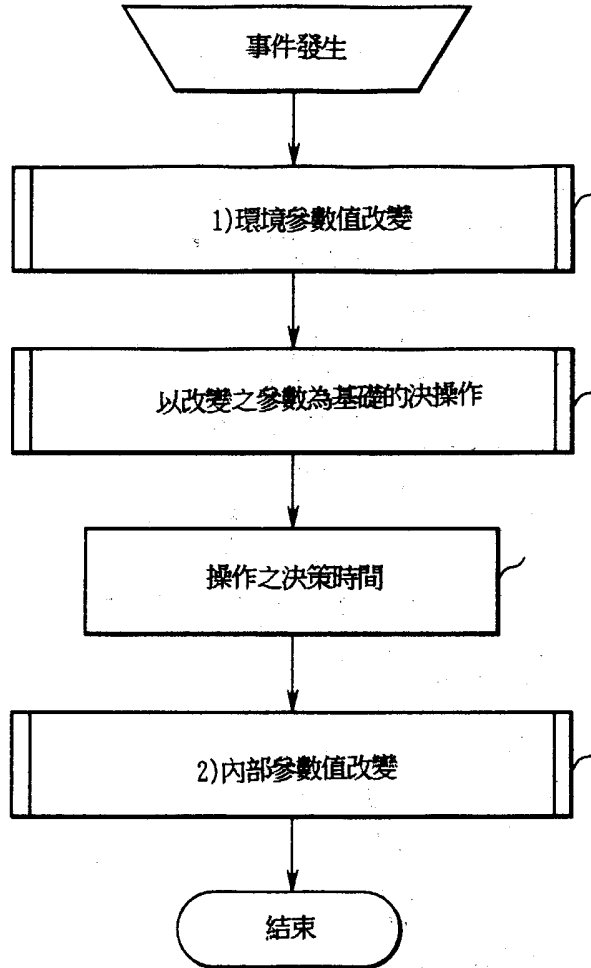 事件發生
1)環境參數值改變
以改變之參數為基礎的決操作
操作之決策時間
2)內部參數值改變
結束